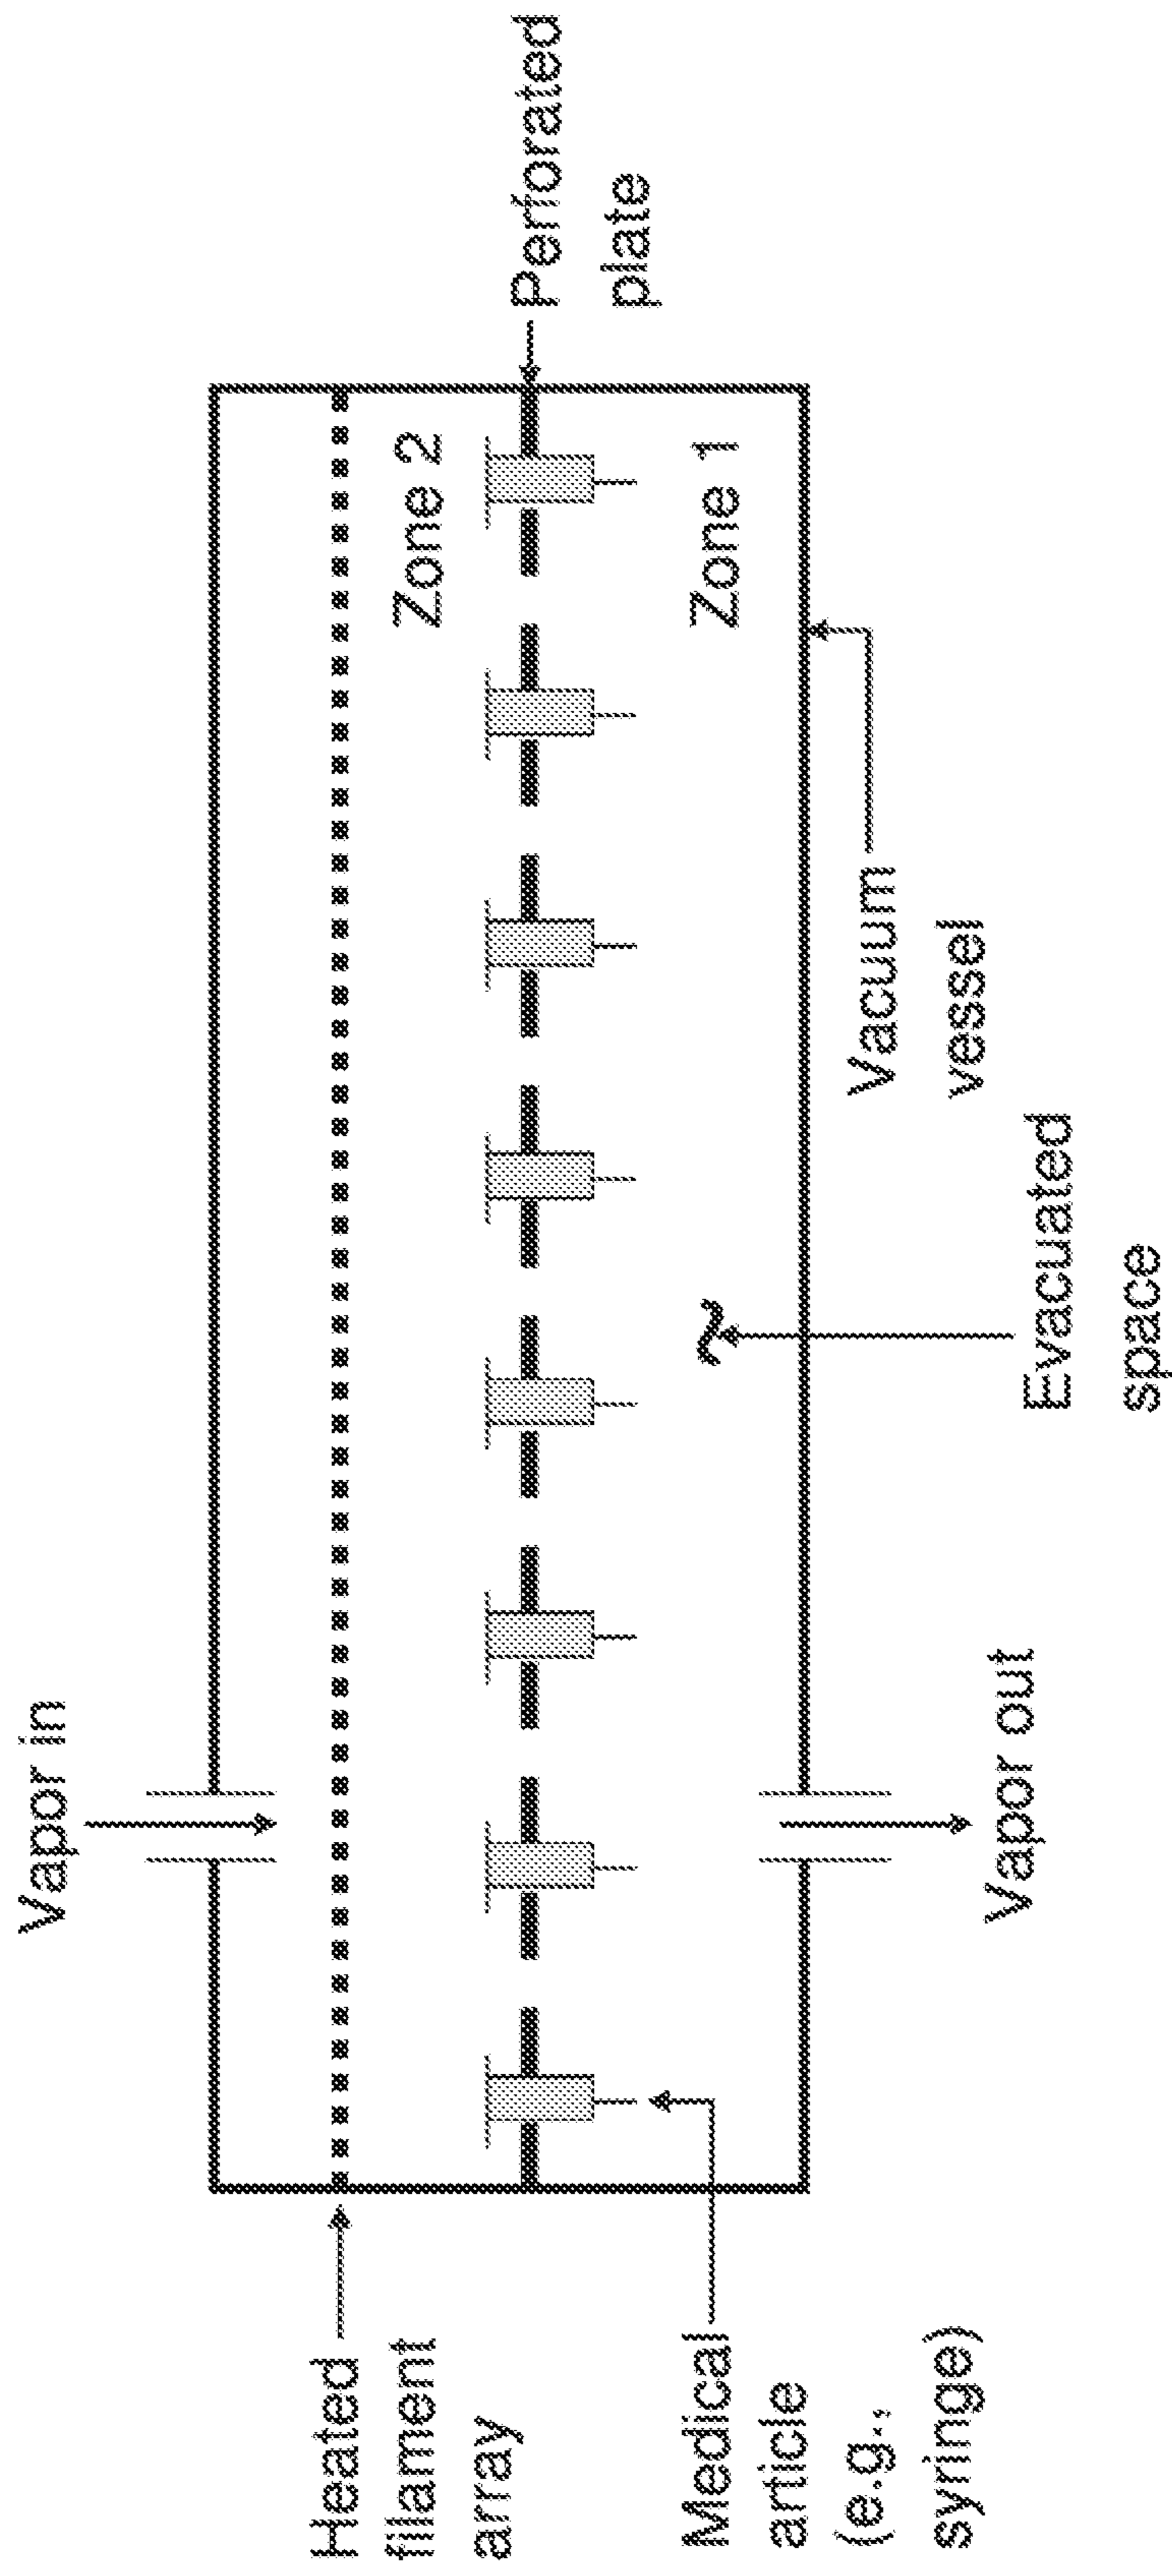 Vapor in
Heated
filament
array
Zone 2
Perforated
plate
Medical
article
(e.g.,
syringe)
Zone 1
Vapor out
Vacuum
vessel
Evacuated
space